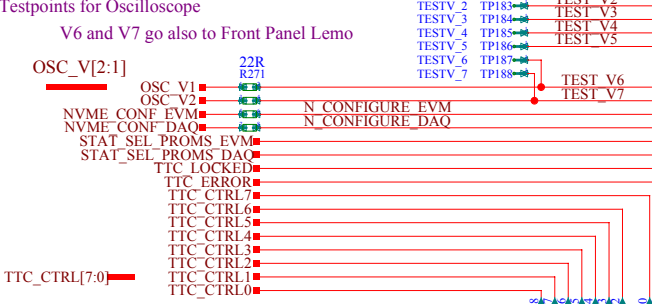 Testpoints for Oscilloscope
V6 and V7 go also to Front Panel Lemo
TESTV_2 TP183
TESTV_3 TP184 TEST_V3
TESTV_4 TP185 TEST_V4
TESTV_5 TP186 TEST_V5
TESTV_6 TP187
TESTV_7 TP188
OSC_V[2:1]
22R
R271
OSC_V1 TEST_V6
OSC_V2 TEST_V7
NVME_CONF_EVM N_CONFIGURE_EVM
NVME_CONF_DAQ N_CONFIGURE_DAQ
STAT_SEL_PROMS_EVM
STAT_SEL_PROMS_DAQ
TTC_LOCKED
TTC_ERROR
TTC_CTRL7
TTC_CTRL6
TTC_CTRL5
TTC_CTRL4
TTC_CTRL3
TTC_CTRL2
TTC_CTRL[7:0] TTC_CTRL1
TTC_CTRL0